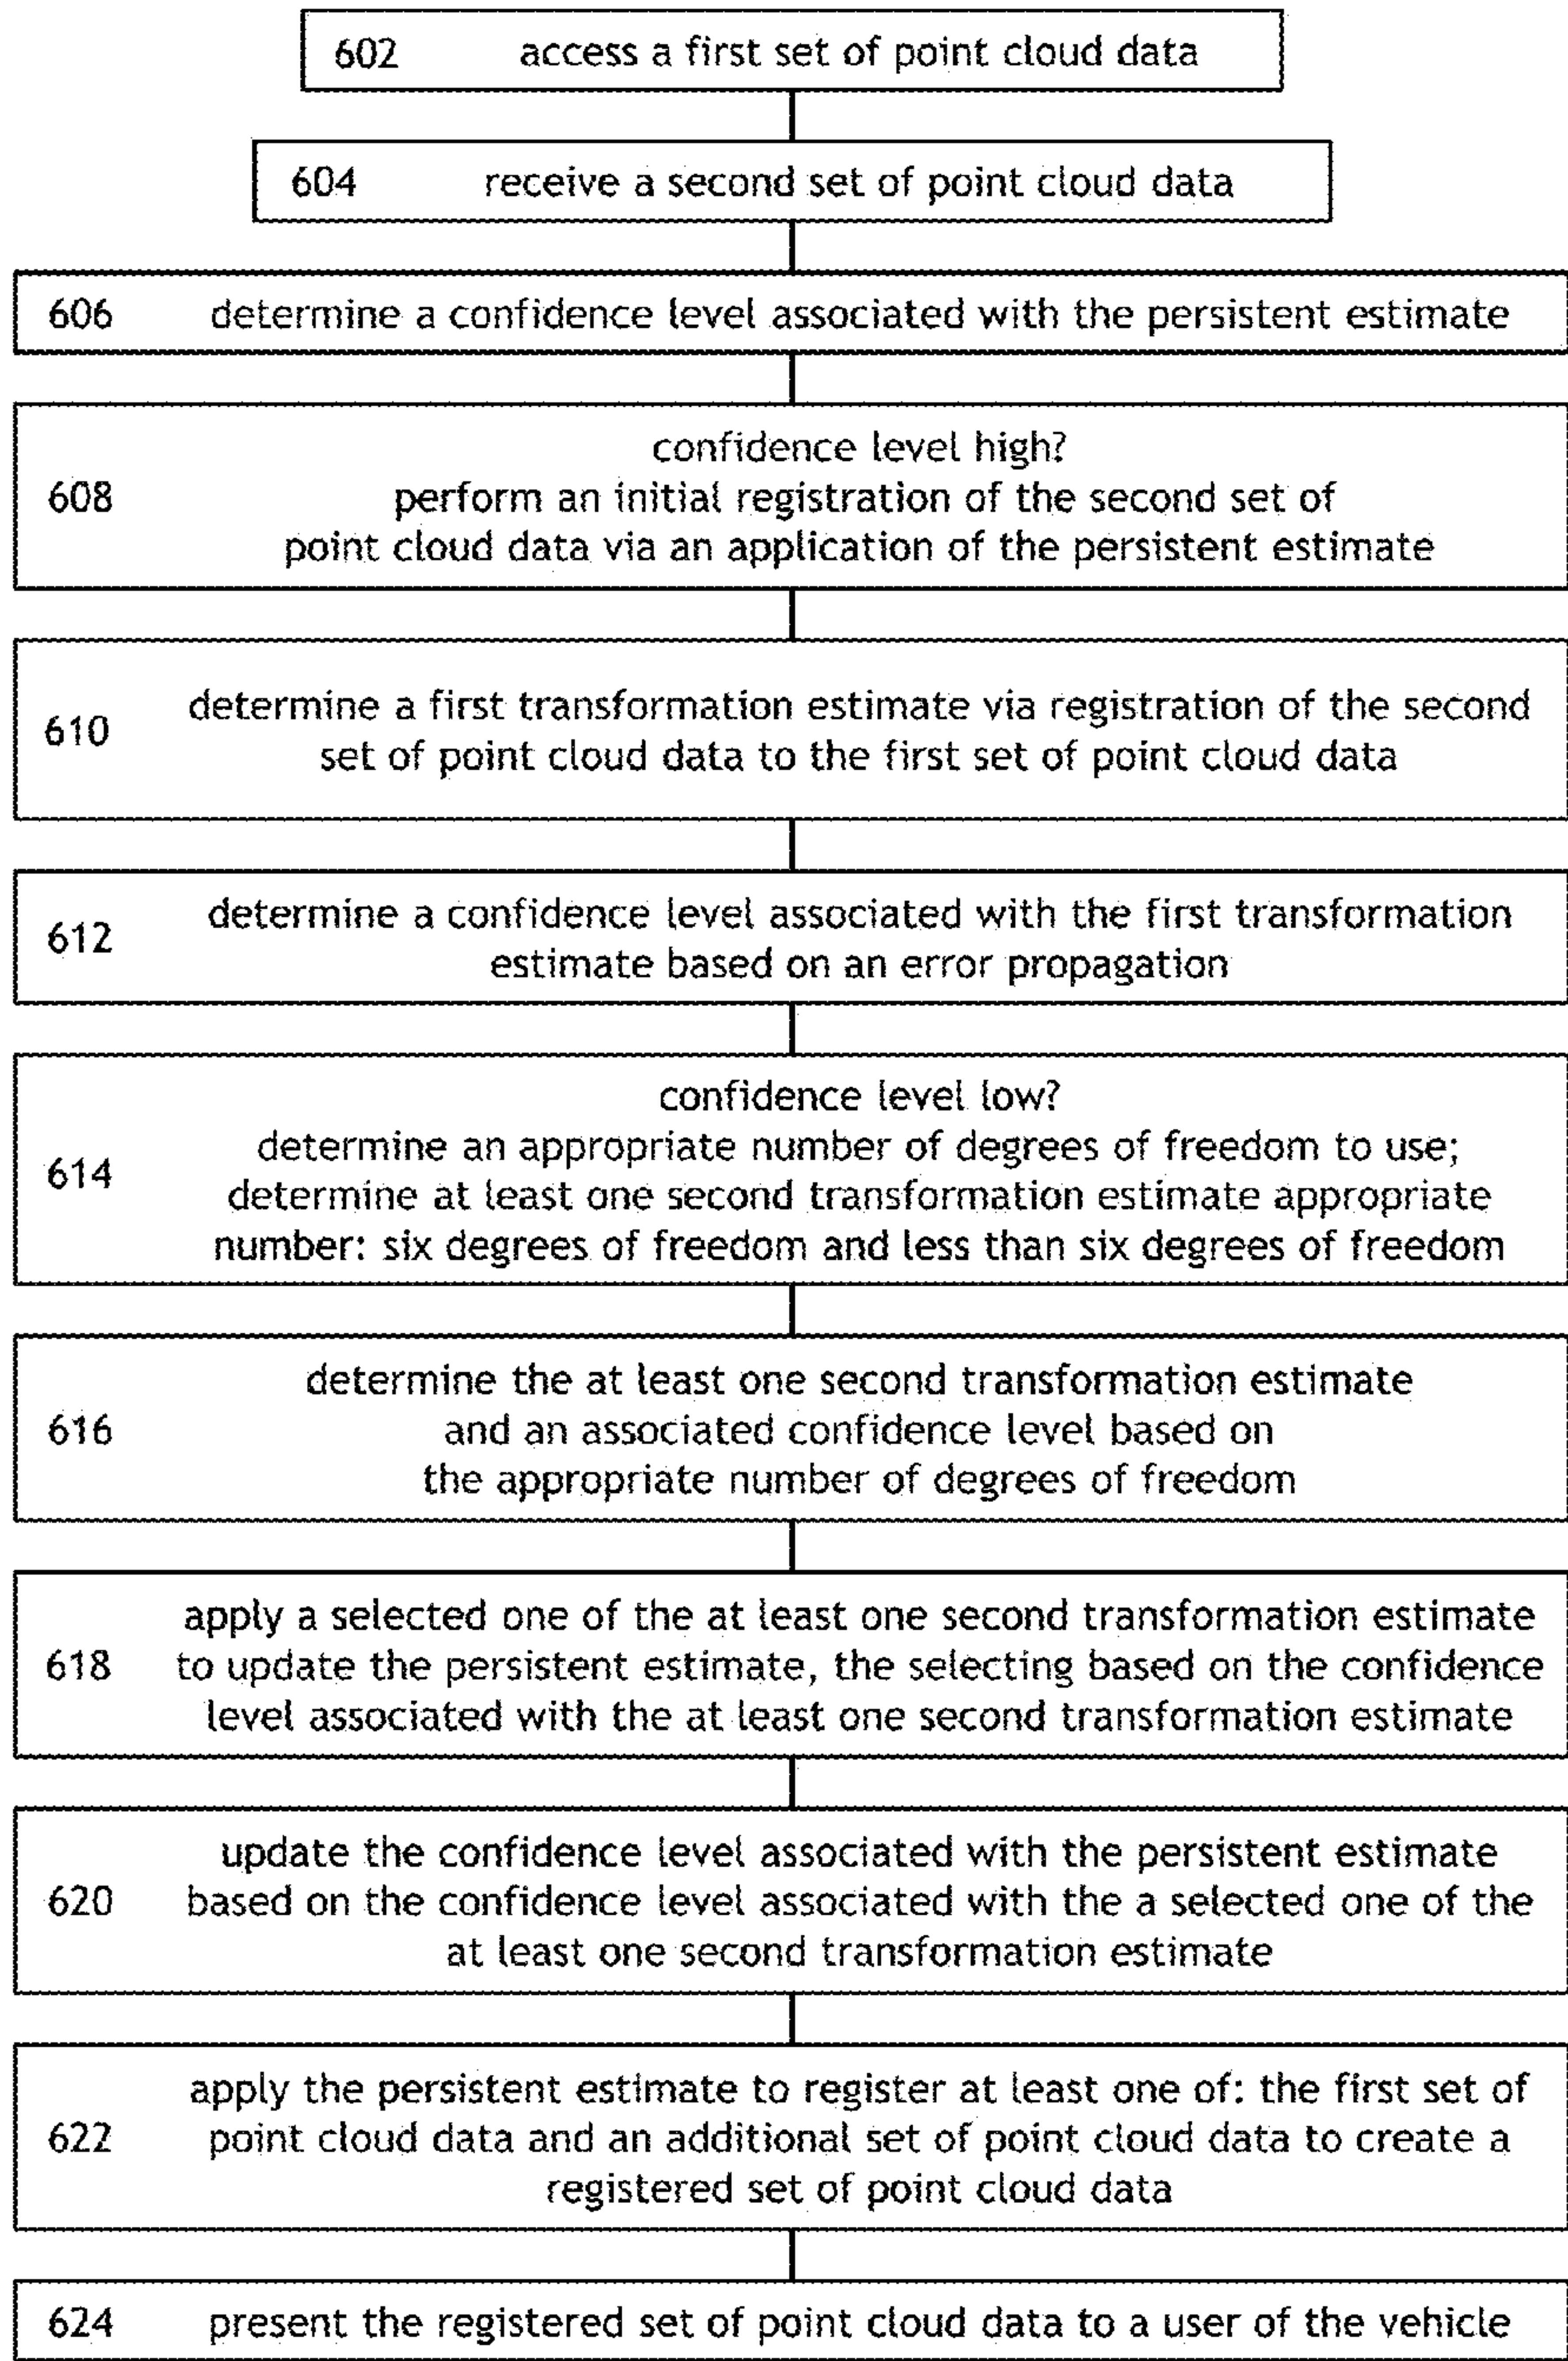 602 access a first set of point cloud data
604 receive a second set of point cloud data
606 determine a confidence level associated with the persistent estimate
confidence level high?
608 perform an initial registration of the second set of
point cloud data via an application of the persistent estimate
610 determine a first transformation estimate via registration of the second
set of point cloud data to the first set of point cloud data
612 determine a confidence level associated with the first transformation
estimate based on an error propagation
confidence level low?
determine an appropriate number of degrees of freedom to use;
614 determine at least one second transformation estimate appropriate
number: six degrees of freedom and less than six degrees of freedom
determine the at least one second transformation estimate
616 and an associated confidence level based on
the appropriate number of degrees of freedom
apply a selected one of the at least one second transformation estimate
618 to update the persistent estimate, the selecting based on the confidence
level associated with the at least one second transformation estimate
update the confidence level associated with the persistent estimate
620 based on the confidence level associated with the a selected one of the
at least one second transformation estimate
apply the persistent estimate to register at least one of: the first set of
622 point cloud data and an additional set of point cloud data to create a
registered set of point cloud data
624 present the registered set of point cloud data to a user of the vehicle